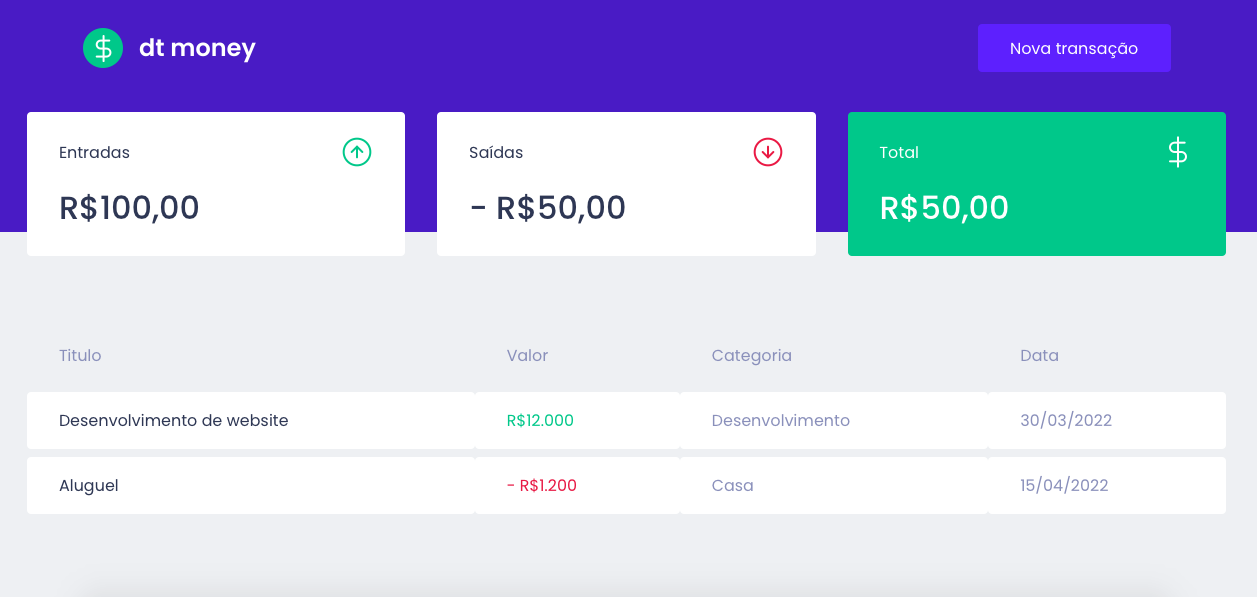 dt money
Nova transação
Entradas
R$100,00
Saídas
- R$50,00
Total
R$50,00
Titulo Valor Categoria Data
Desenvolvimento de website R$12.000 Desenvolvimento 30/03/2022
Aluguel - R$1.200 Casa 15/04/2022